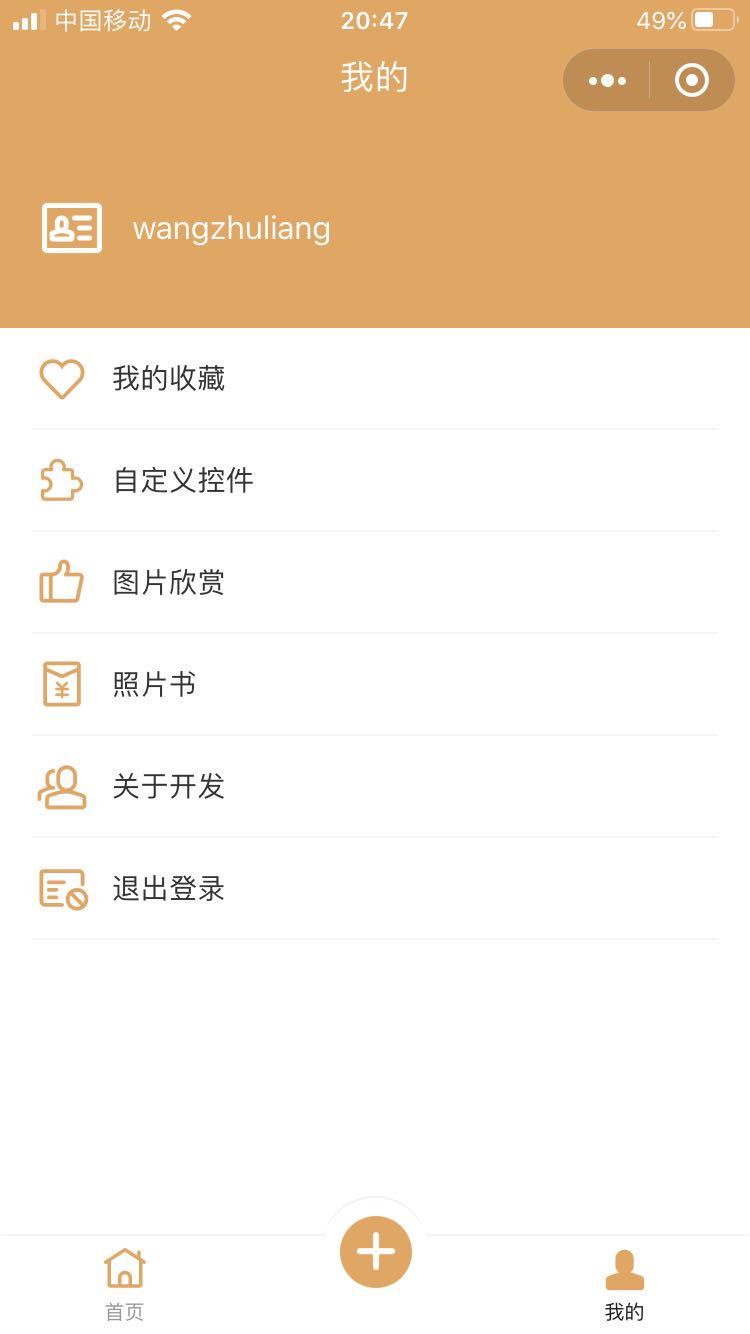 中国移动 20:47 49%
我的
wangzhuliang
我的收藏
自定义控件
图片欣赏
照片书
关于开发
退出登录
首页 我的